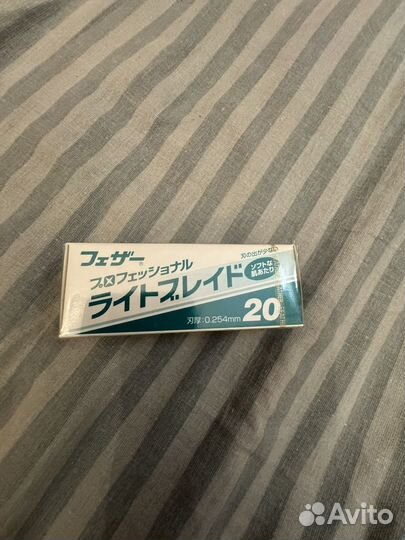 フェザー®
プロフェッショナル
ライトブレイド
刃の出が少ない
ソフトな
肌あたり
刃厚:0.254mm
20
Avito